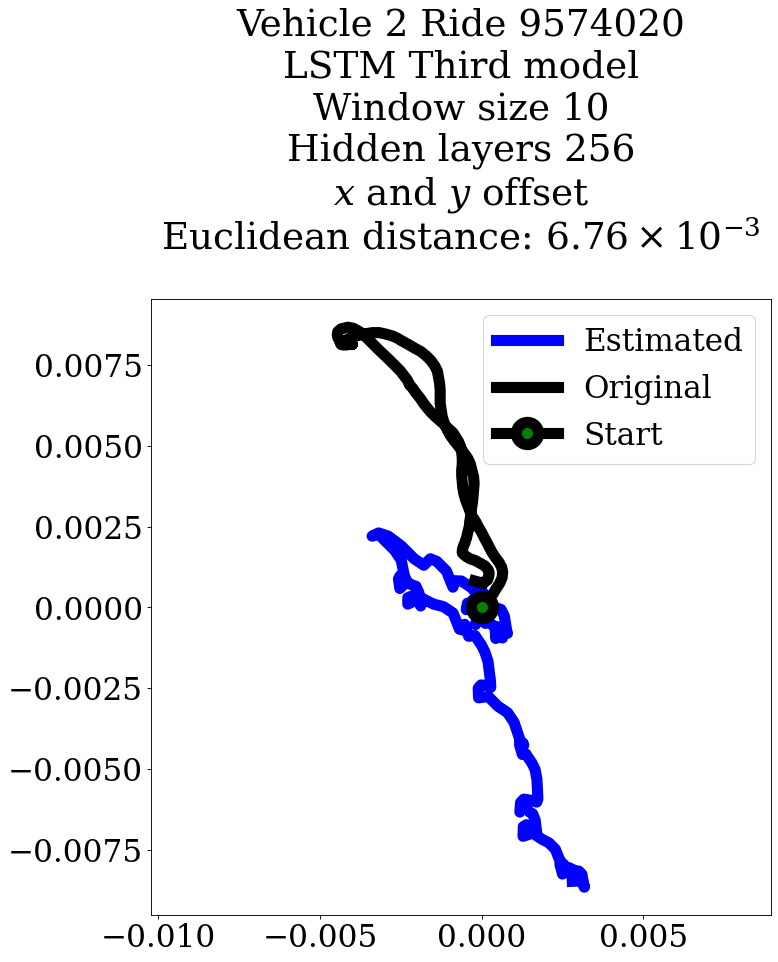 Vehicle 2 Ride 9574020
LSTM Third model
Window size 10
Hidden layers 256
x and y offset
Euclidean distance: 6.76 × 10⁻³
Estimated
Original
Start
0.0075
0.0050
0.0025
0.0000
−0.0025
−0.0050
−0.0075
−0.010 −0.005 0.000 0.005